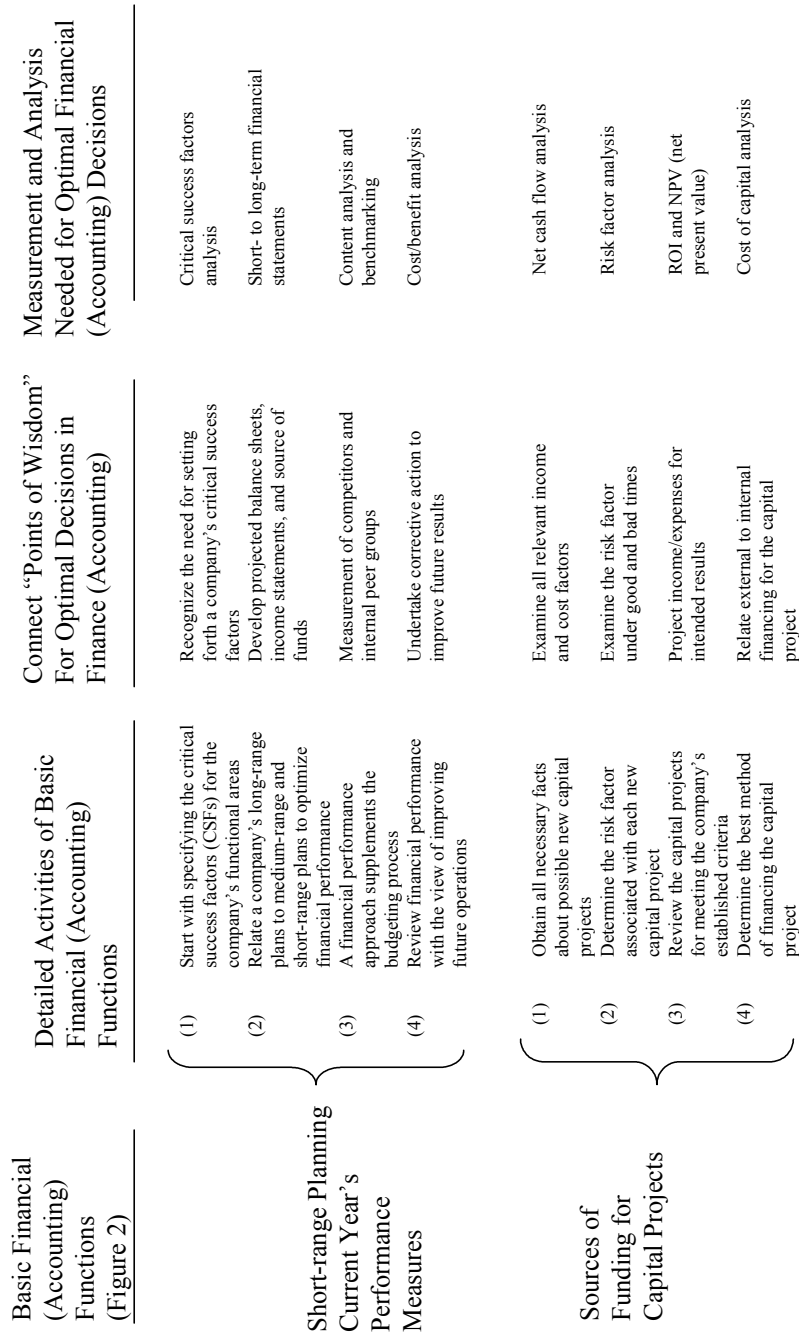 Basic Financial
(Accounting)
Functions
(Figure 2)
Detailed Activities of Basic
Financial (Accounting)
Functions
Connect “Points of Wisdom”
For Optimal Decisions in
Finance (Accounting)
Measurement and Analysis
Needed for Optimal Financial
(Accounting) Decisions
Short-range Planning
Current Year’s
Performance
Measures
(1) Start with specifying the critical
success factors (CSFs) for the
company’s functional areas
Recognize the need for setting
forth a company’s critical success
factors
Critical success factors
analysis
(2) Relate a company’s long-range
plans to medium-range and
short-range plans to optimize
financial performance
Develop projected balance sheets,
income statements, and source of
funds
Short- to long-term financial
statements
(3) A financial performance
approach supplements the
budgeting process
Measurement of competitors and
internal peer groups
Content analysis and
benchmarking
(4) Review financial performance
with the view of improving
future operations
Undertake corrective action to
improve future results
Cost/benefit analysis
Sources of
Funding for
Capital Projects
(1) Obtain all necessary facts
about possible new capital
projects
Examine all relevant income
and cost factors
Net cash flow analysis
(2) Determine the risk factor
associated with each new
capital project
Examine the risk factor
under good and bad times
Risk factor analysis
(3) Review the capital projects
for meeting the company’s
established criteria
Project income/expenses for
intended results
ROI and NPV (net
present value)
(4) Determine the best method
of financing the capital
project
Relate external to internal
financing for the capital
project
Cost of capital analysis